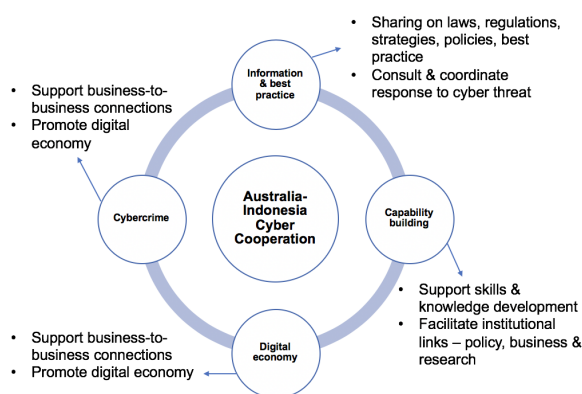 • Sharing on laws, regulations,
strategies, policies, best
practice
• Consult & coordinate
response to cyber threat
Information
& best
practice
• Support business-to-
business connections
• Promote digital
economy
Cybercrime
Australia-
Indonesia
Cyber
Cooperation
Capability
building
• Support skills &
knowledge development
• Facilitate institutional
links – policy, business &
research
Digital
economy
• Support business-to-
business connections
• Promote digital economy